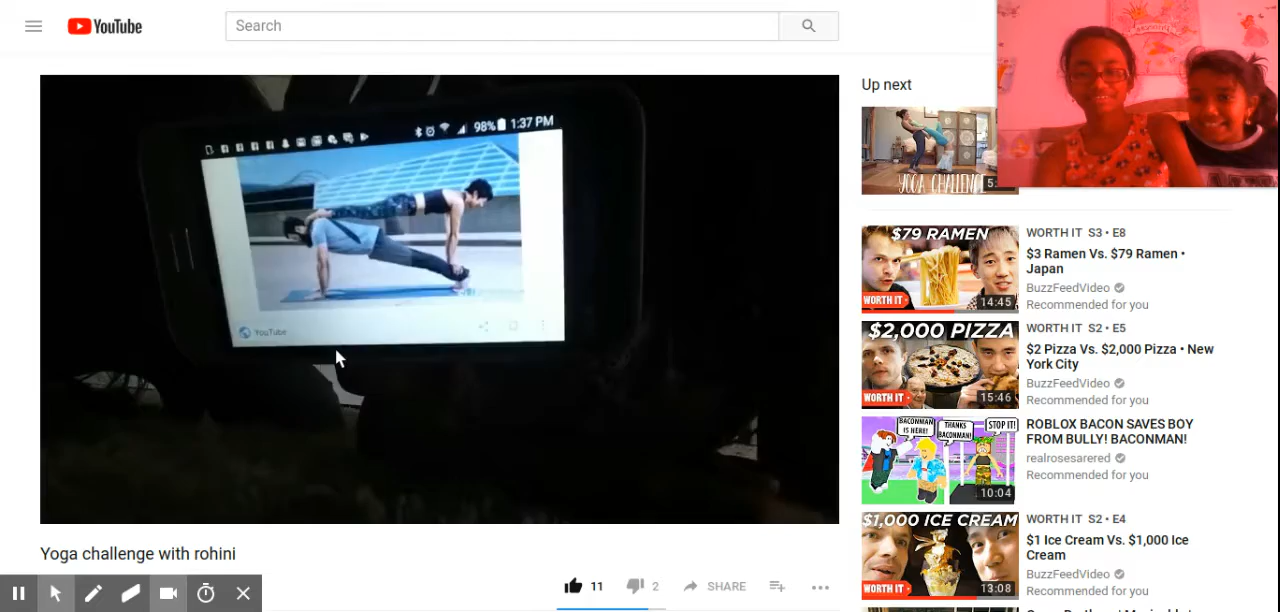 YouTube
Search
98% 1:37 PM
YouTube
Yoga challenge with rohini
11
2
SHARE
Up next
YOGA CHALLENGE
$79 RAMEN
WORTH IT
14:45
WORTH IT S3 • E8
$3 Ramen Vs. $79 Ramen •
Japan
BuzzFeedVideo
Recommended for you
$2,000 PIZZA
WORTH IT
15:46
WORTH IT S2 • E5
$2 Pizza Vs. $2,000 Pizza • New
York City
BuzzFeedVideo
Recommended for you
BACONMAN
IS HERE!
THANKS
BACONMAN!
STOP IT!
10:04
ROBLOX BACON SAVES BOY
FROM BULLY! BACONMAN!
realrosesarered
Recommended for you
$1,000 ICE CREAM
WORTH IT
13:08
WORTH IT S2 • E4
$1 Ice Cream Vs. $1,000 Ice
Cream
BuzzFeedVideo
Recommended for you